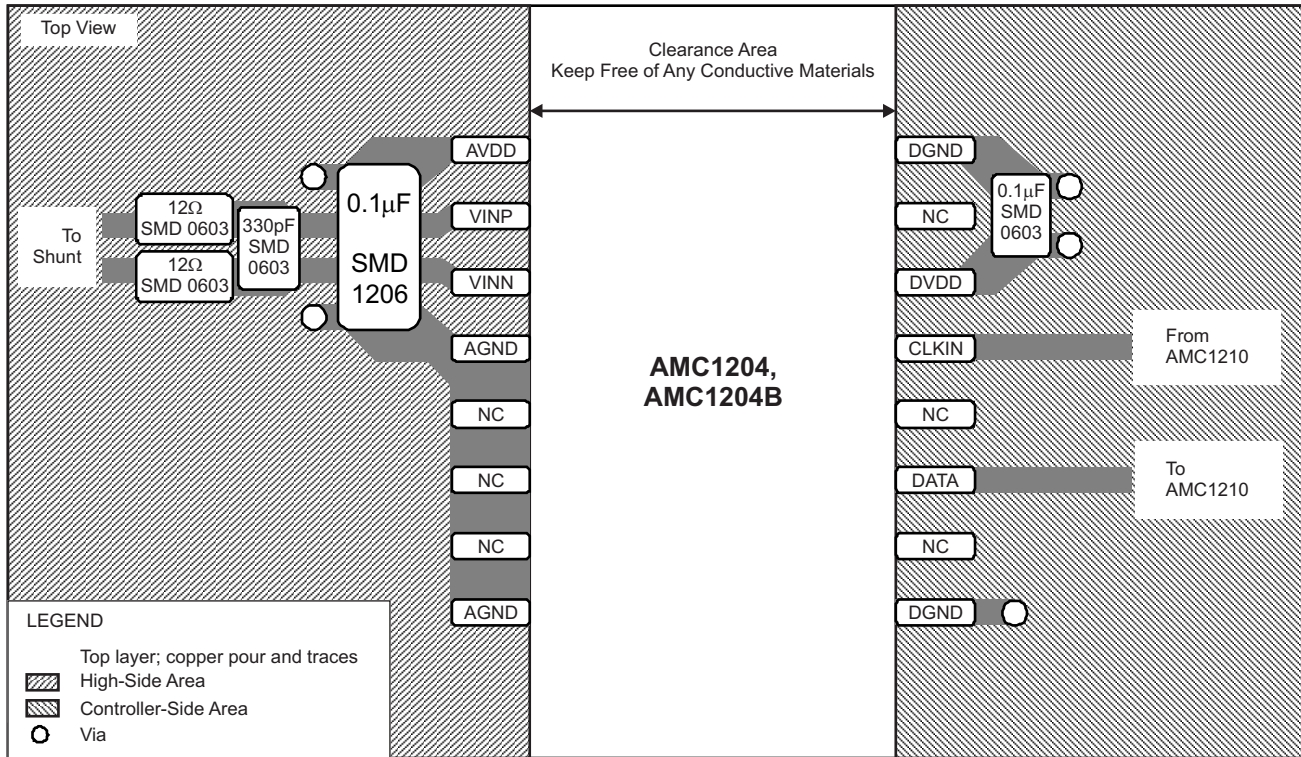 Top View
Clearance Area
Keep Free of Any Conductive Materials
AVDD
VINP
VINN
AGND
NC
NC
NC
AGND
0.1μF
SMD
1206
330pF
SMD
0603
12Ω
SMD 0603
12Ω
SMD 0603
To
Shunt
AMC1204,
AMC1204B
DGND
NC
DVDD
CLKIN
NC
DATA
NC
DGND
0.1μF
SMD
0603
From
AMC1210
To
AMC1210
LEGEND
Top layer; copper pour and traces
High-Side Area
Controller-Side Area
Via